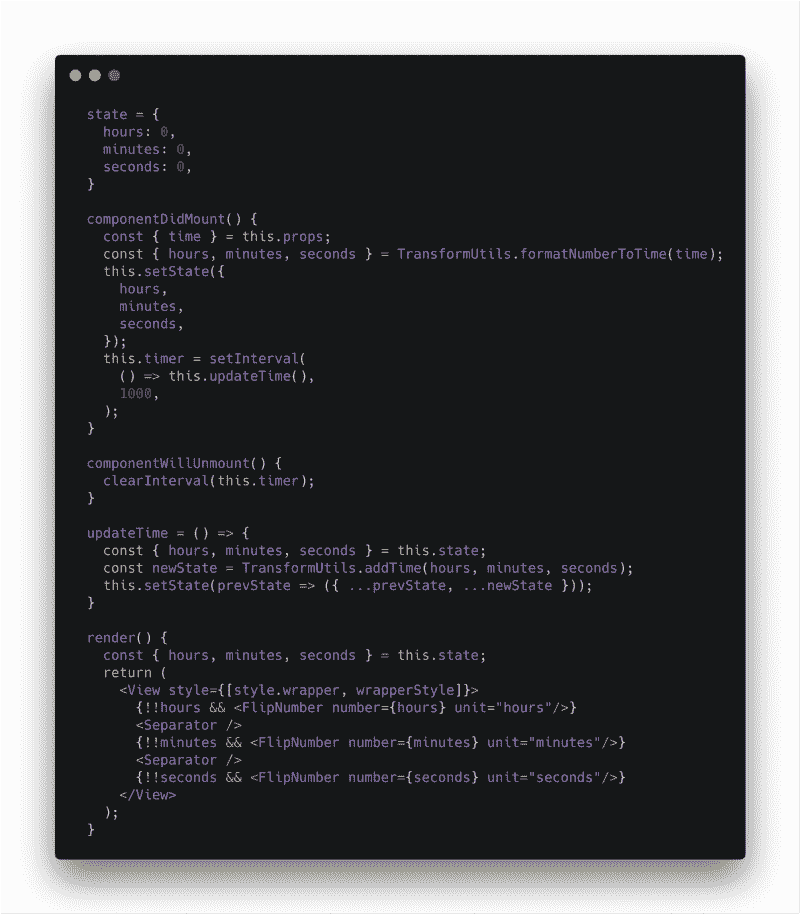 state = {
  hours: 0,
  minutes: 0,
  seconds: 0,
}

componentDidMount() {
  const { time } = this.props;
  const { hours, minutes, seconds } = TransformUtils.formatNumberToTime(time);
  this.setState({
    hours,
    minutes,
    seconds,
  });
  this.timer = setInterval(
    () => this.updateTime(),
    1000,
  );
}

componentWillUnmount() {
  clearInterval(this.timer);
}

updateTime = () => {
  const { hours, minutes, seconds } = this.state;
  const newState = TransformUtils.addTime(hours, minutes, seconds);
  this.setState(prevState => ({ ...prevState, ...newState }));
}

render() {
  const { hours, minutes, seconds } = this.state;
  return (
    <View style={[style.wrapper, wrapperStyle]}>
      {!!hours && <FlipNumber number={hours} unit="hours"/>}
      <Separator />
      {!!minutes && <FlipNumber number={minutes} unit="minutes"/>}
      <Separator />
      {!!seconds && <FlipNumber number={seconds} unit="seconds"/>}
    </View>
  );
}